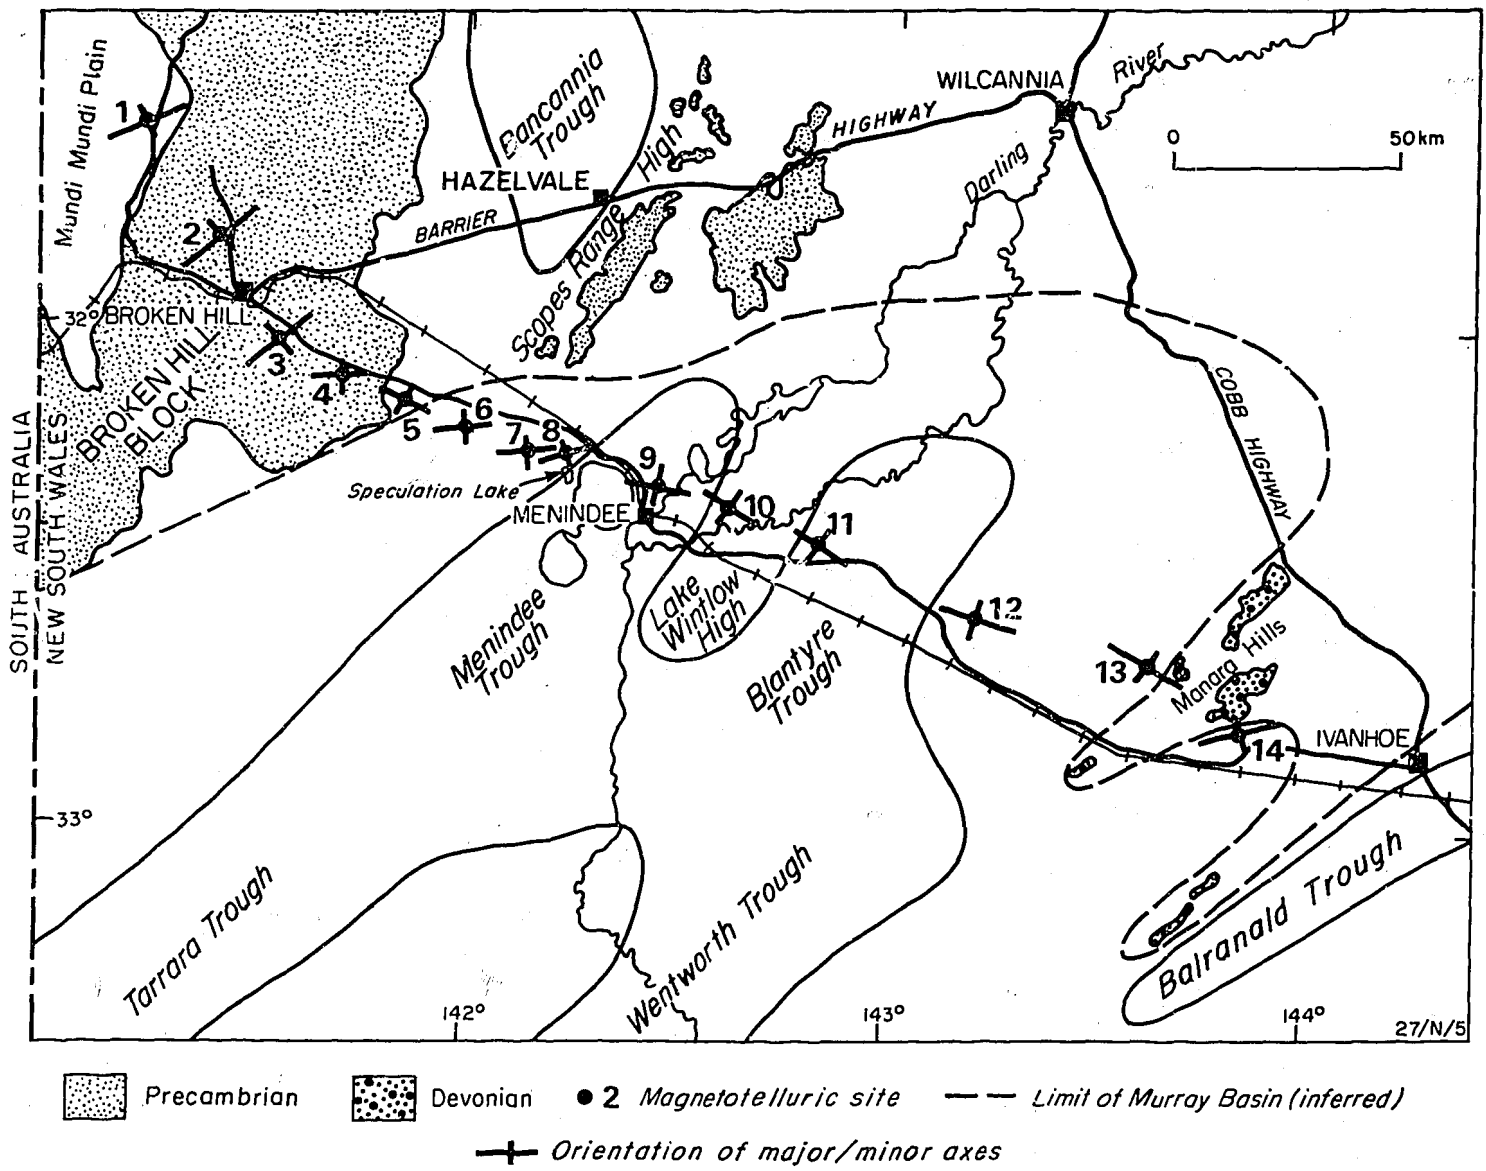 Mundi Mundi Plain
1
2
3
4
5
6
7
8
9
10
11
12
13
14
Bancannia
Trough
WILCANNIA
River
0
50km
HIGHWAY
High
HAZELVALE
BARRIER
Scopes Range
Darling
32°
BROKEN HILL
BROKEN HILL
BLOCK
SOUTH AUSTRALIA
NEW SOUTH WALES
COBB HIGHWAY
Speculation Lake
MENINDEE
Menindee
Trough
Lake
Wintlow
High
Blantyre
Trough
Manara Hills
IVANHOE
33°
Tarrara Trough
Wentworth Trough
Balranald Trough
142°
143°
144°
27/N/5
Precambrian
Devonian
2 Magnetotelluric site
Limit of Murray Basin (inferred)
Orientation of major/minor axes